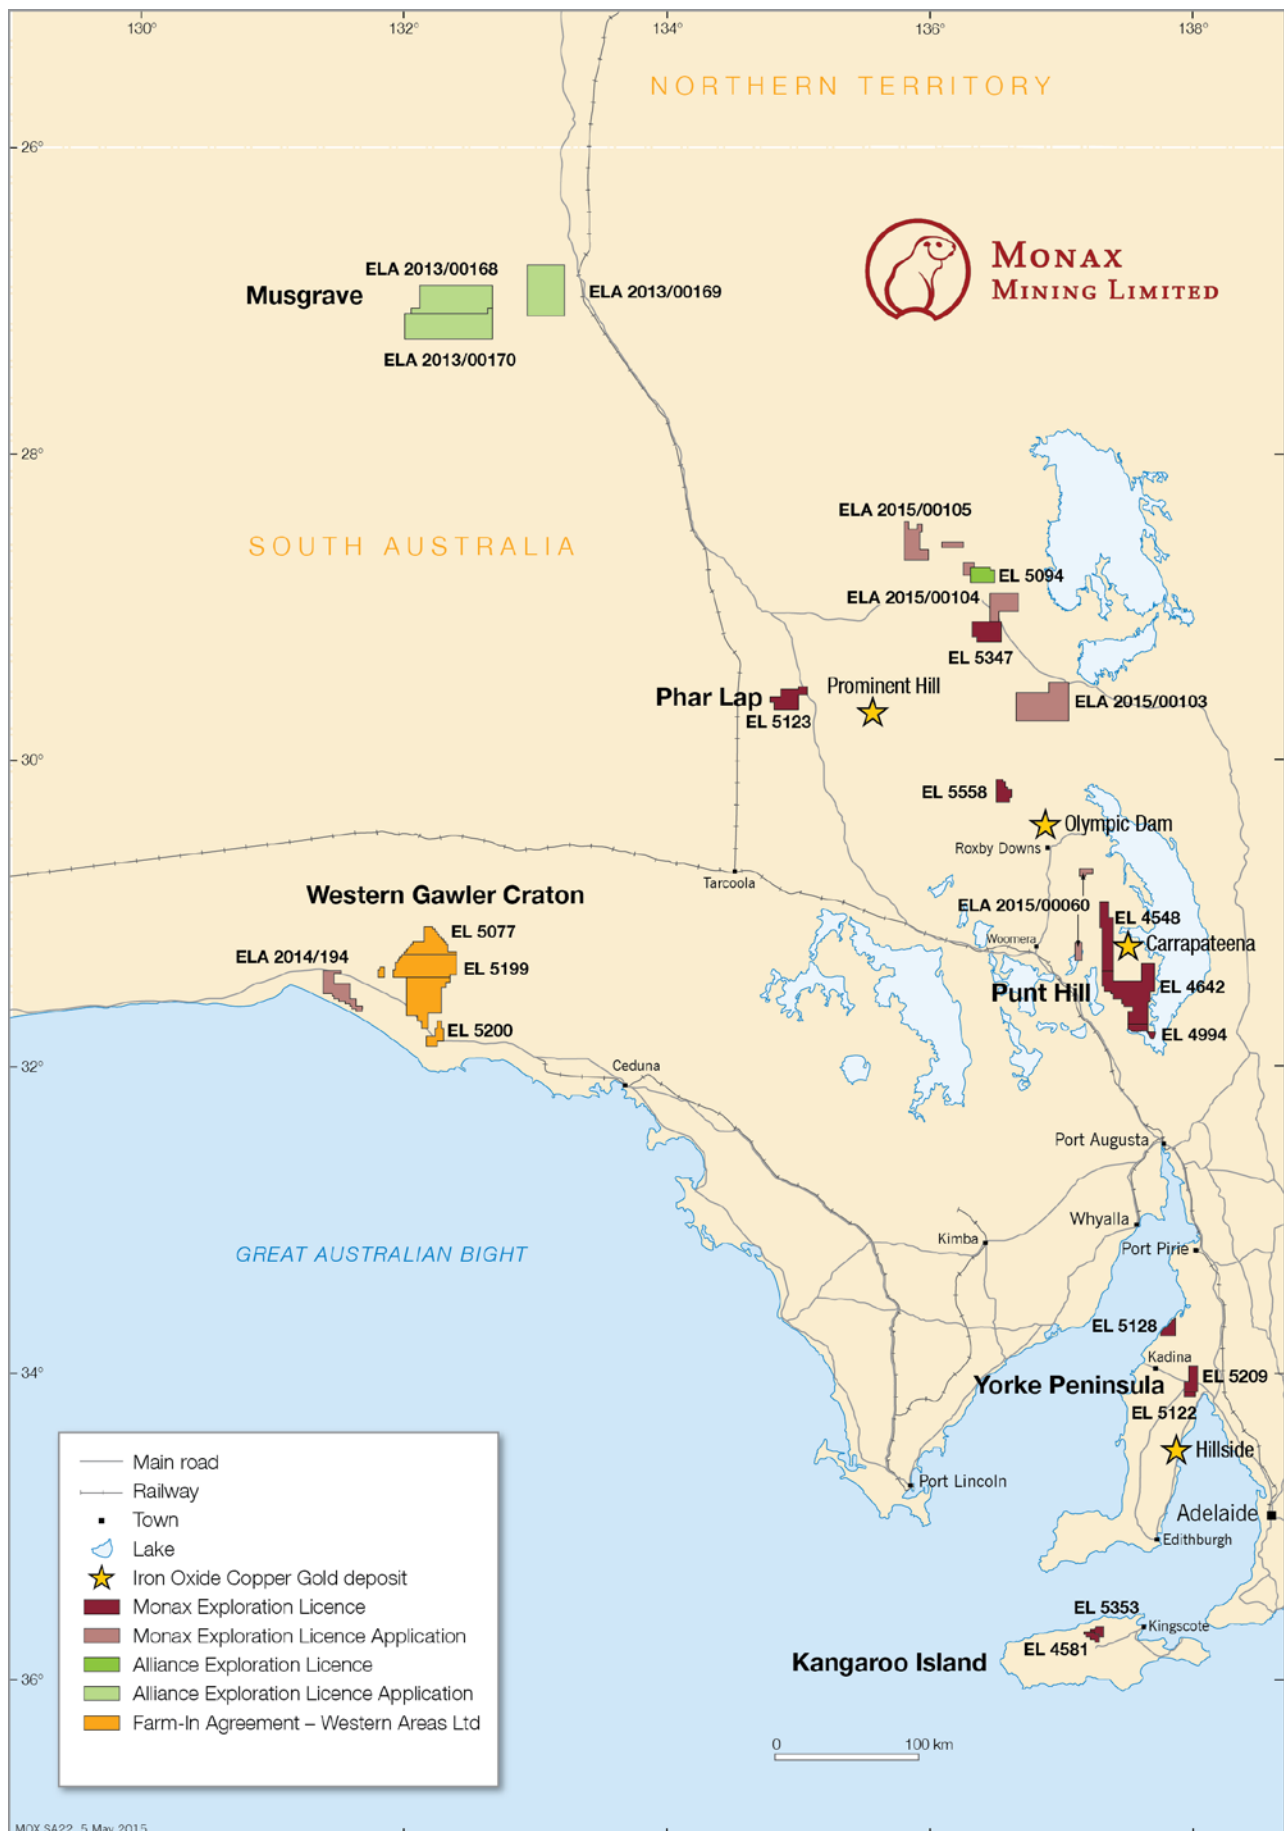 130°
132°
134°
136°
138°
NORTHERN TERRITORY
26°
MONAX
MINING LIMITED
ELA 2013/00168
Musgrave
ELA 2013/00169
ELA 2013/00170
28°
SOUTH AUSTRALIA
ELA 2015/00105
EL 5094
ELA 2015/00104
EL 5347
Prominent Hill
Phar Lap
EL 5123
ELA 2015/00103
30°
EL 5558
Olympic Dam
Roxby Downs
Tarcoola
Western Gawler Craton
ELA 2015/00060
EL 4548
EL 5077
Woomera
Carrapateena
ELA 2014/194
EL 5199
Punt Hill
EL 4642
EL 5200
EL 4994
32°
Ceduna
Port Augusta
Whyalla
Kimba
Port Pirie
GREAT AUSTRALIAN BIGHT
EL 5128
Kadina
34°
Yorke Peninsula
EL 5209
EL 5122
Hillside
Port Lincoln
Adelaide
Edithburgh
EL 5353
Kingscote
EL 4581
Kangaroo Island
36°
Main road
Railway
Town
Lake
Iron Oxide Copper Gold deposit
Monax Exploration Licence
Monax Exploration Licence Application
Alliance Exploration Licence
Alliance Exploration Licence Application
Farm-In Agreement – Western Areas Ltd
0
100 km
MOX SA22 5 May 2015